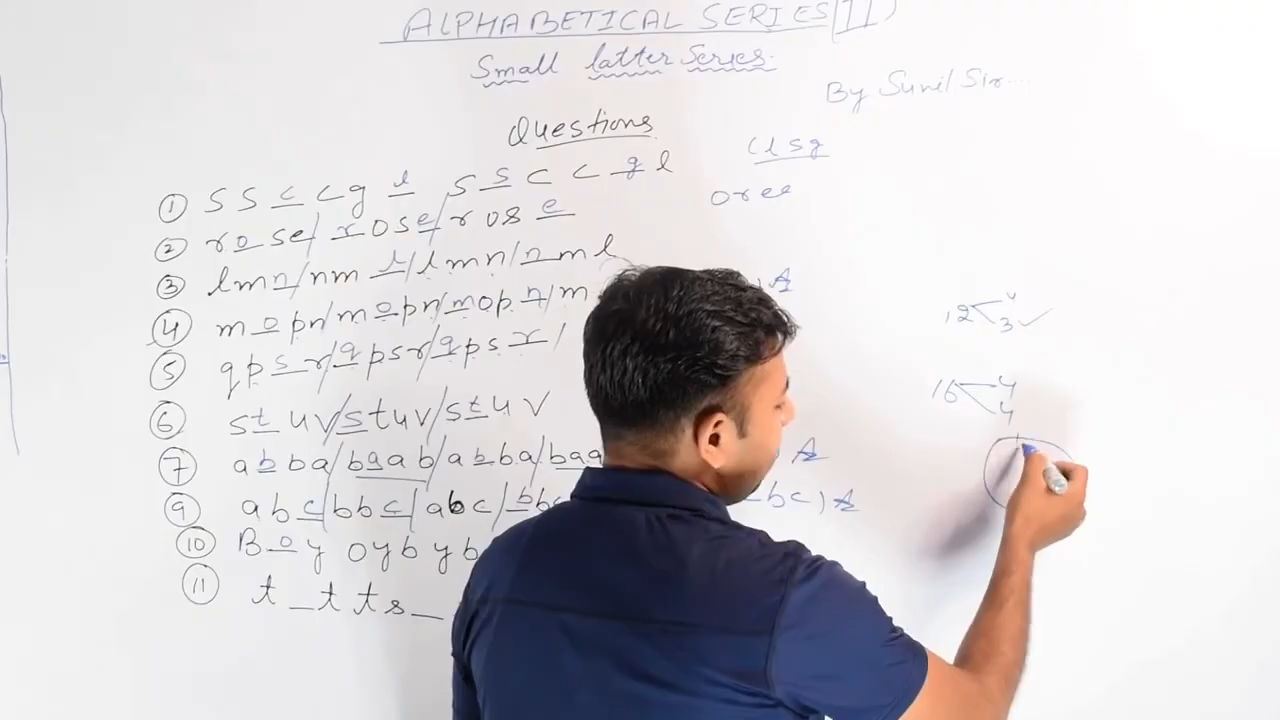 ALPHABETICAL SERIES (II)
Small latter Series.
By Sunil Sir....
Questions
① s s c c g l s s c c g l
c l s g
② r o s e/ r o s e/ r o s e
o r e e
③ l m n/ n m l/ l m n/ n m l
A
④ m o p n/ m o p n/ m o p n/ m
⑤ q p s r/ q p s r/ q p s r/
⑥ s t u v/ s t u v/ s t u v
⑦ a b b a/ b a a b/ a b b a/ b a a
A
⑨ a b c/ b b c/ a b c/ b b c
b c) A
⑩ B o y o y b y b
⑪ t _ t t s _
12 4
3 ✓
16 4
4